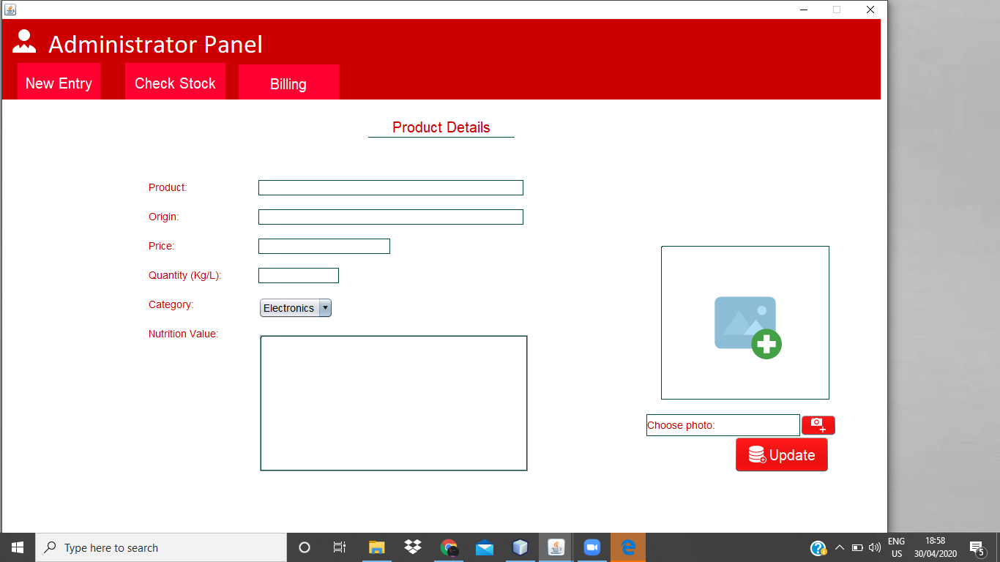 Administrator Panel
New Entry Check Stock Billing
Product Details
Product:
Origin:
Price:
Quantity (Kg/L):
Category: Electronics
Nutrition Value:
Choose photo:
Update
Type here to search
ENG
US
18:58
30/04/2020
5